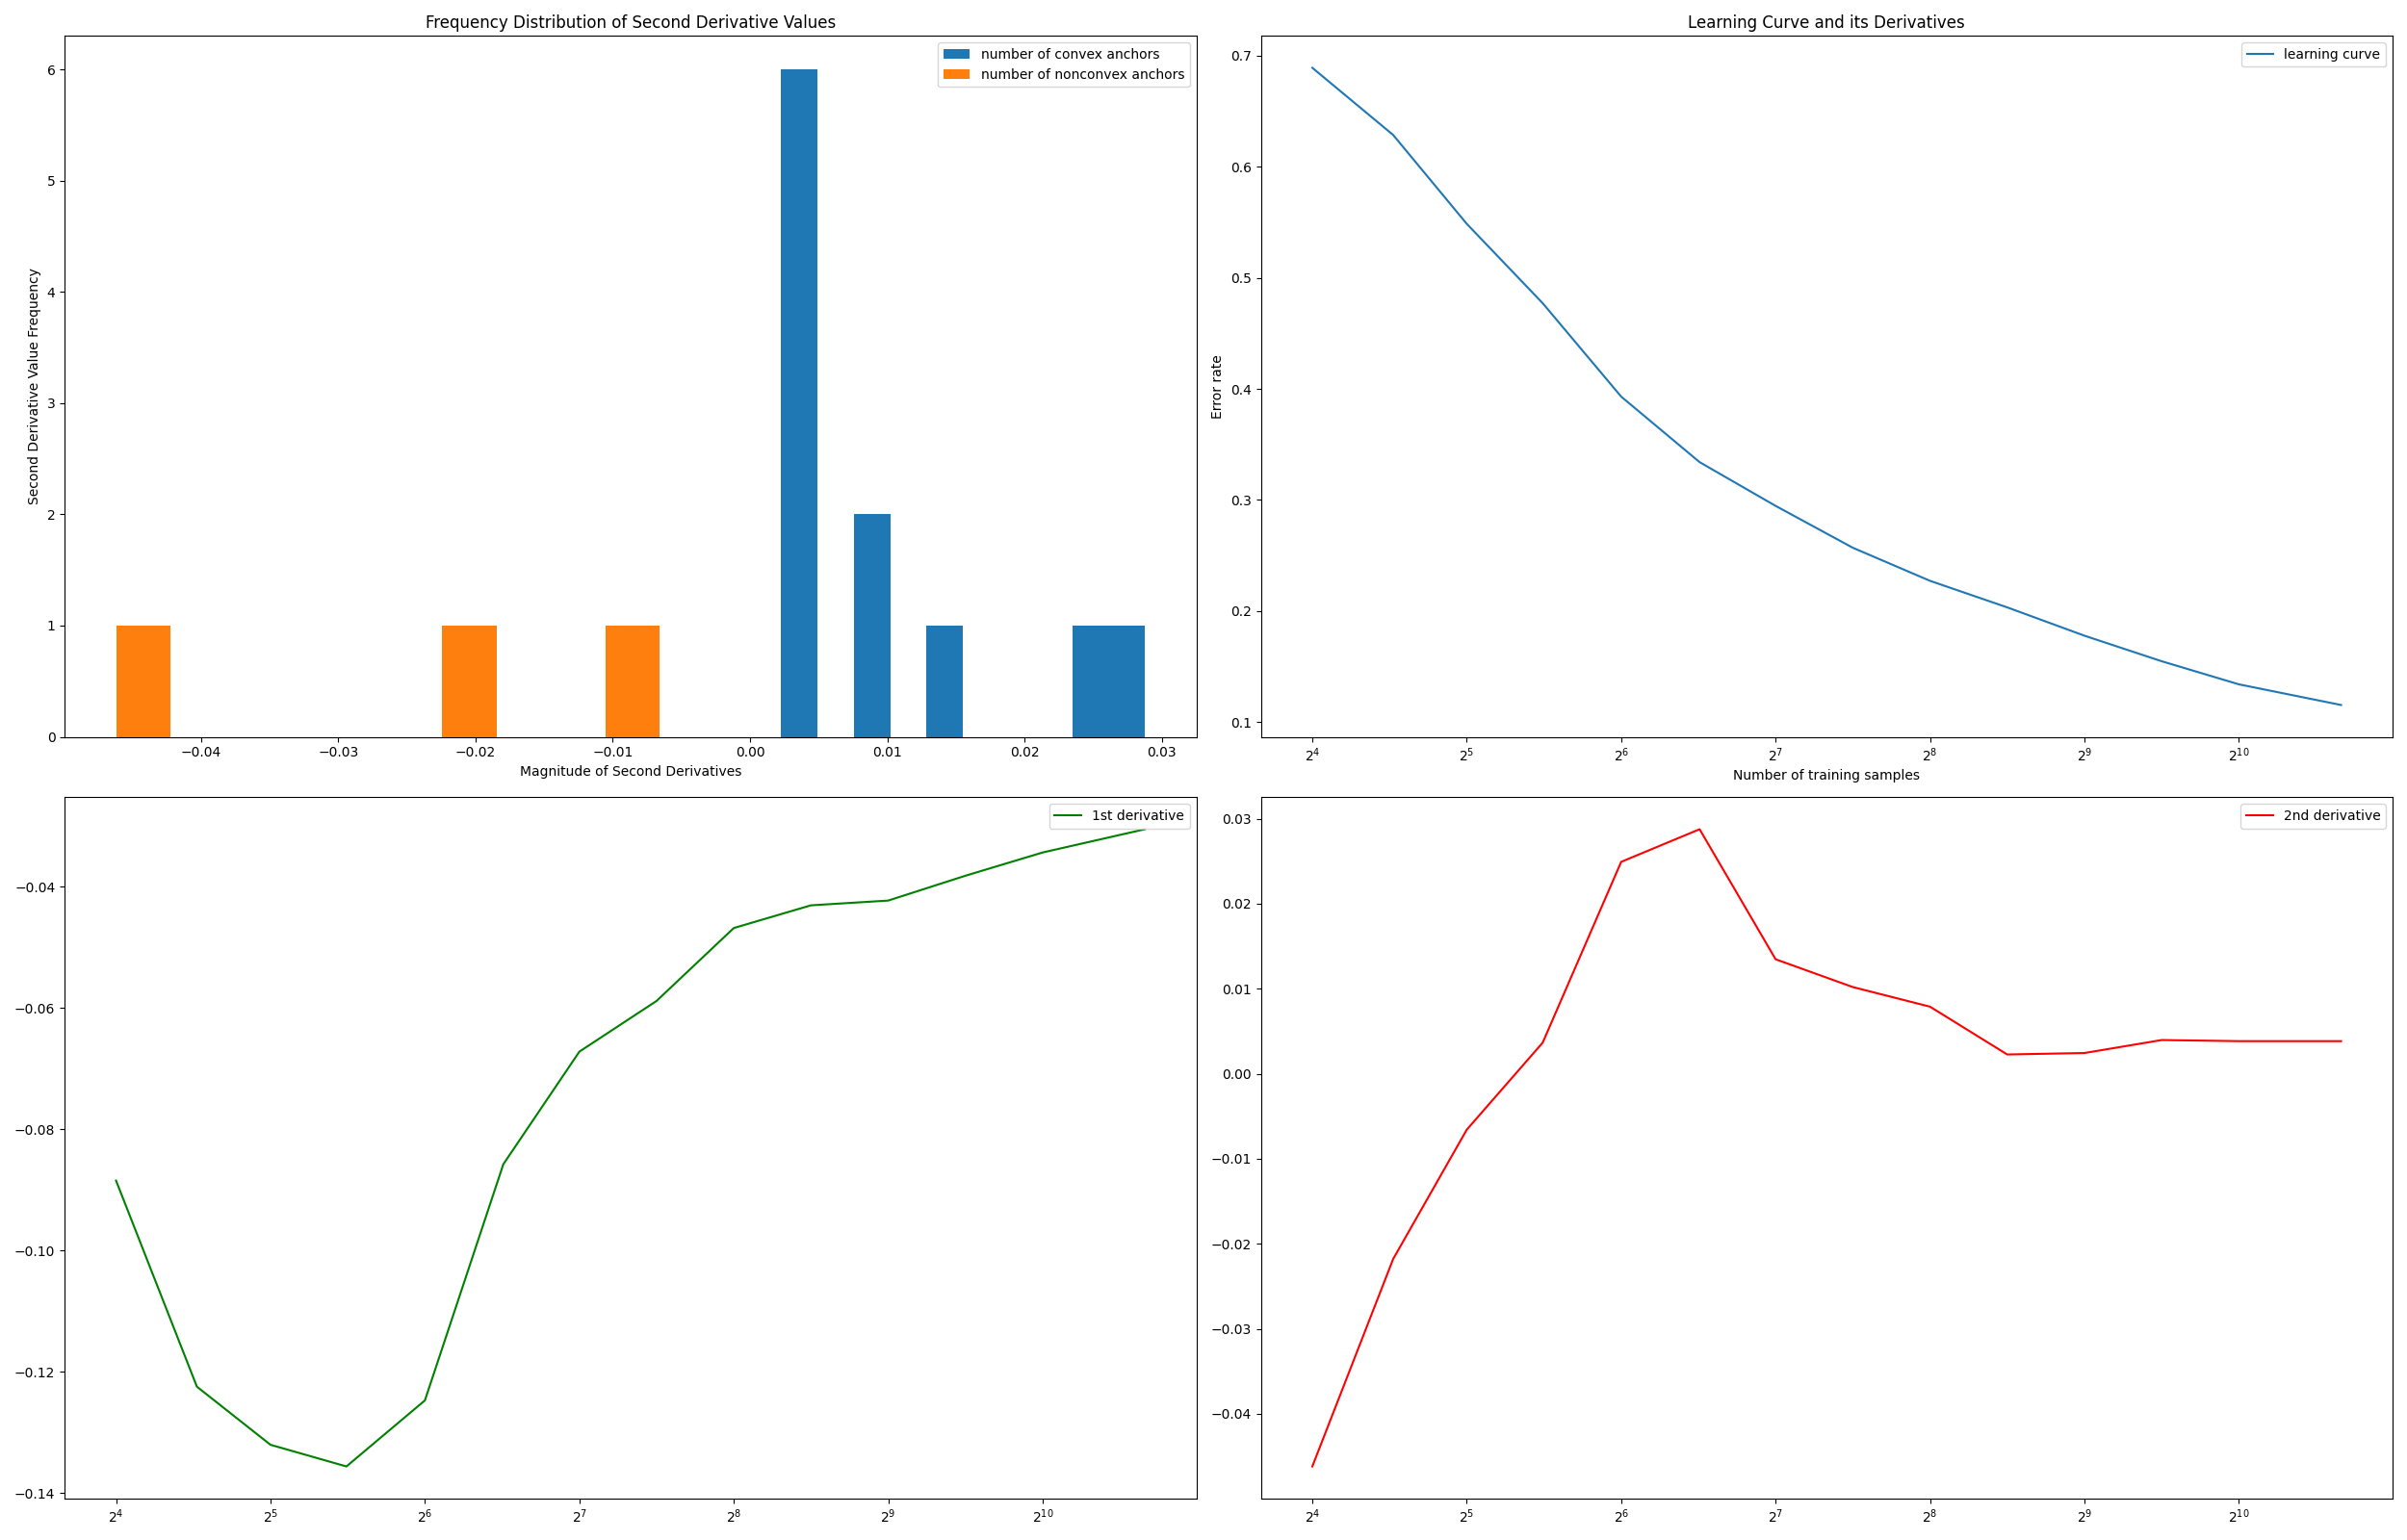 Frequency Distribution of Second Derivative Values
number of convex anchors
number of nonconvex anchors
Second Derivative Value Frequency
6
5
4
3
2
1
0
−0.04 −0.03 −0.02 −0.01 0.00 0.01 0.02 0.03
Magnitude of Second Derivatives
Learning Curve and its Derivatives
learning curve
Error rate
0.7
0.6
0.5
0.4
0.3
0.2
0.1
2⁴ 2⁵ 2⁶ 2⁷ 2⁸ 2⁹ 2¹⁰
Number of training samples
1st derivative
−0.04
−0.06
−0.08
−0.10
−0.12
−0.14
2⁴ 2⁵ 2⁶ 2⁷ 2⁸ 2⁹ 2¹⁰
2nd derivative
0.03
0.02
0.01
0.00
−0.01
−0.02
−0.03
−0.04
2⁴ 2⁵ 2⁶ 2⁷ 2⁸ 2⁹ 2¹⁰